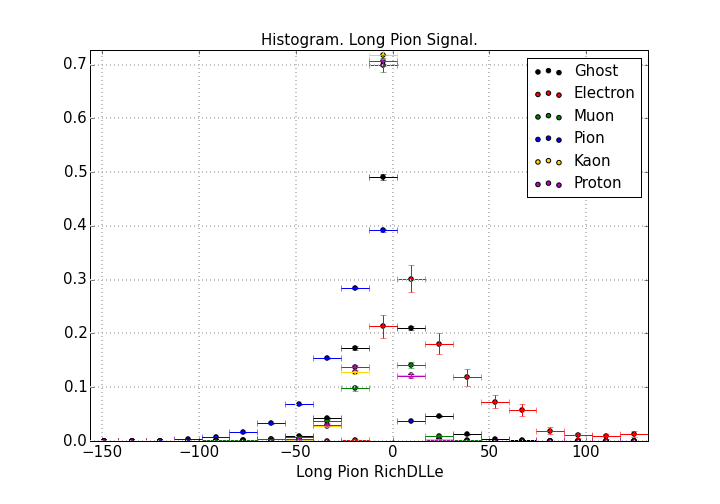 Histogram. Long Pion Signal.
0.7
0.6
0.5
0.4
0.3
0.2
0.1
0.0
Ghost
Electron
Muon
Pion
Kaon
Proton
−150
−100
−50
0
50
100
Long Pion RichDLLe